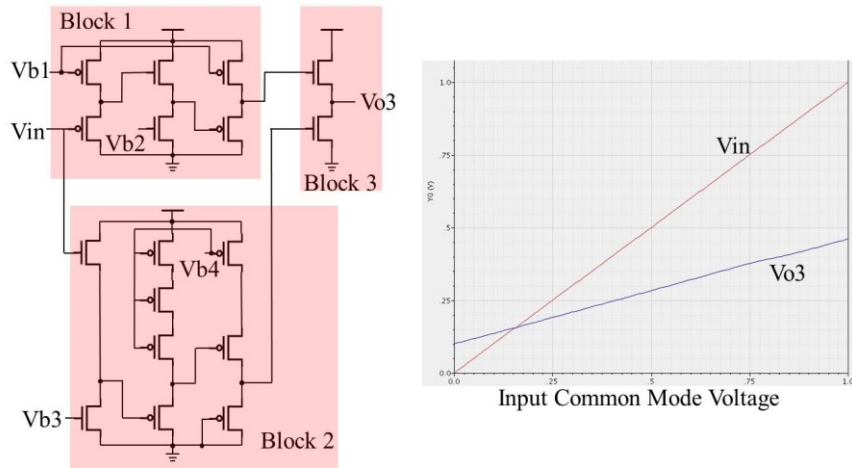 Block 1
Vb1
Vin
Vb2
Vo3
Block 3
Vb4
Vb3
Block 2
1.0
.75
.5
.25
0.0
Y0 (V)
Vin
Vo3
0.0 .25 .5 .75 1.0
Input Common Mode Voltage